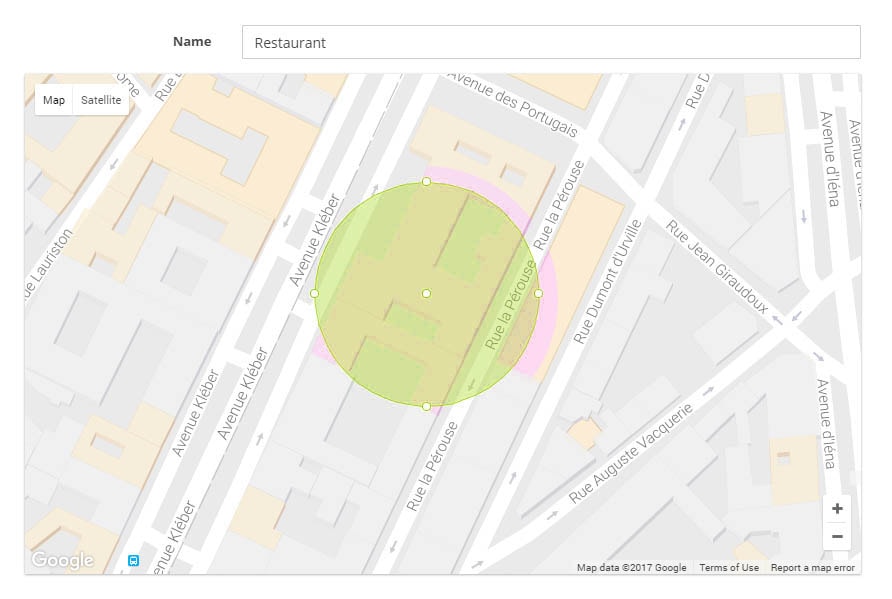 Name
Restaurant
Map
Satellite
Avenue des Portugais
Rue D
Avenue d'Iéna
Avenue Kléber
Rue la Pérouse
Rue la Pérouse
Rue Dumont d'Urville
Rue Jean Giraudoux
ue Lauriston
Avenue Kléber
Avenue Kléber
Rue la Pérouse
Rue Auguste Vacquerie
Avenue d'Iéna
enue Kléber
Google
Map data ©2017 Google
Terms of Use
Report a map error